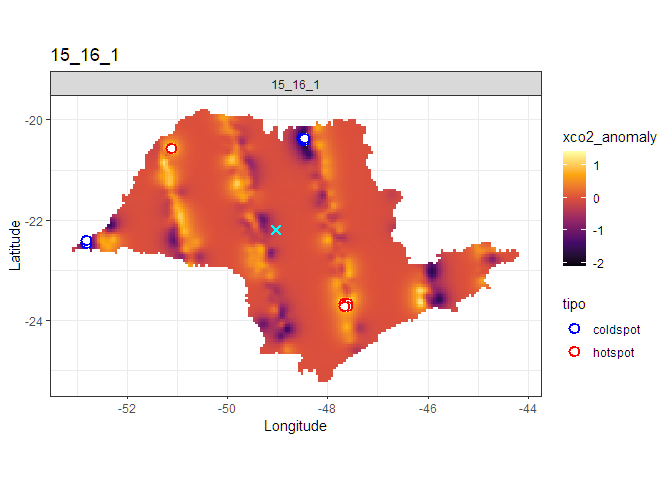 15_16_1
15_16_1
-20
-22
-24
Latitude
-52
-50
-48
-46
-44
Longitude
xco2_anomaly
1
0
-1
-2
tipo
coldspot
hotspot